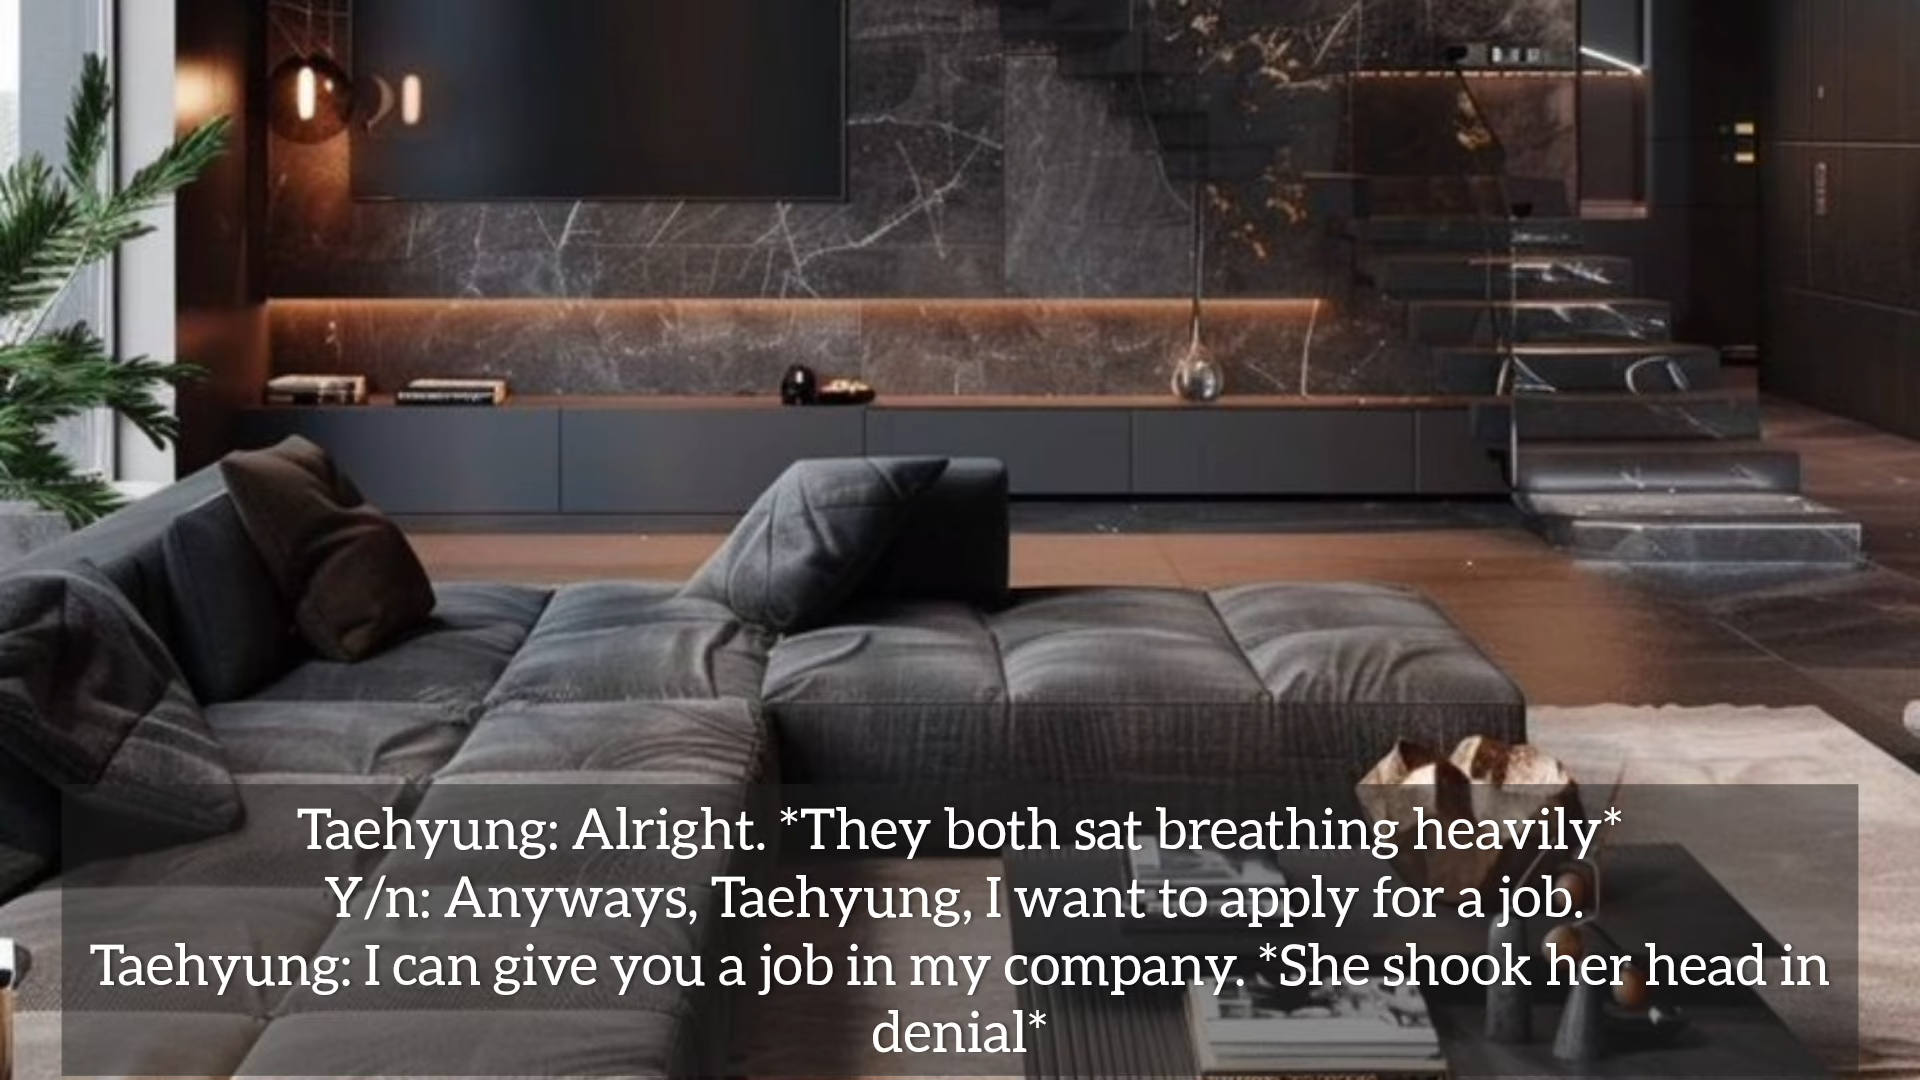 Taehyung: Alright. *They both sat breathing heavily*
Y/n: Anyways, Taehyung, I want to apply for a job.
Taehyung: I can give you a job in my company. *She shook her head in
denial*